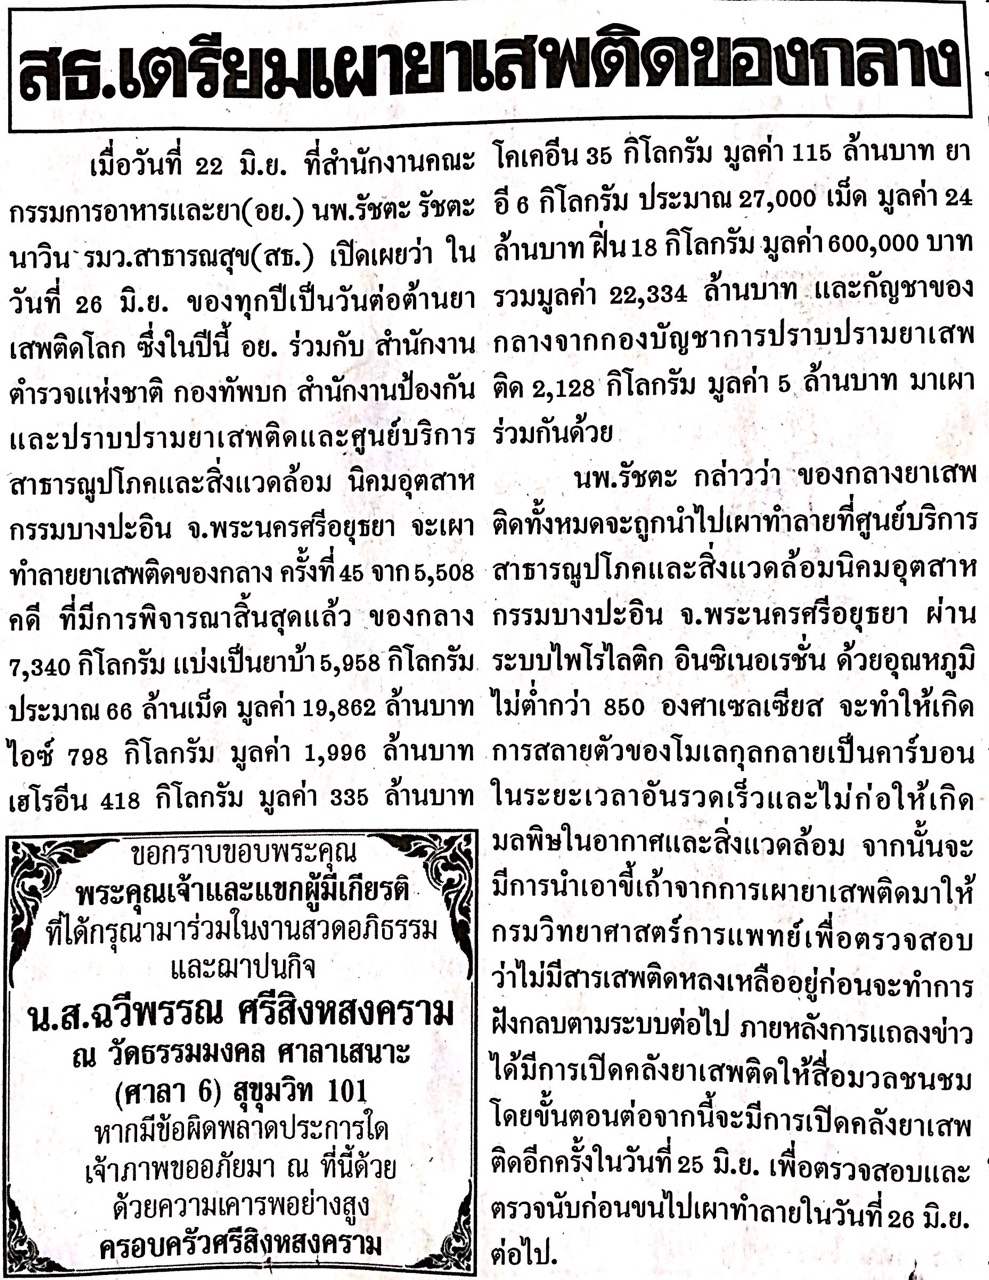 สธ.เตรียมเผายาเสพติดของกลาง
เมื่อวันที่ 22 มิ.ย. ที่สำนักงานคณะ
กรรมการอาหารและยา(อย.) นพ.รัชตะ รัชตะ
นาวิน รมว.สาธารณสุข(สธ.) เปิดเผยว่า ใน
วันที่ 26 มิ.ย. ของทุกปีเป็นวันต่อต้านยา
เสพติดโลก ซึ่งในปีนี้ อย. ร่วมกับ สำนักงาน
ตำรวจแห่งชาติ กองทัพบก สำนักงานป้องกัน
และปราบปรามยาเสพติดและศูนย์บริการ
สาธารณูปโภคและสิ่งแวดล้อม นิคมอุตสาห
กรรมบางปะอิน จ.พระนครศรีอยุธยา จะเผา
ทำลายยาเสพติดของกลาง ครั้งที่ 45 จาก 5,508
คดี ที่มีการพิจารณาสิ้นสุดแล้ว ของกลาง
7,340 กิโลกรัม แบ่งเป็นยาบ้า 5,958 กิโลกรัม
ประมาณ 66 ล้านเม็ด มูลค่า 19,862 ล้านบาท
ไอซ์ 798 กิโลกรัม มูลค่า 1,996 ล้านบาท
เฮโรอีน 418 กิโลกรัม มูลค่า 335 ล้านบาท
โคเคอีน 35 กิโลกรัม มูลค่า 115 ล้านบาท ยา
อี 6 กิโลกรัม ประมาณ 27,000 เม็ด มูลค่า 24
ล้านบาท ฝิ่น 18 กิโลกรัม มูลค่า 600,000 บาท
รวมมูลค่า 22,334 ล้านบาท และกัญชาของ
กลางจากกองบัญชาการปราบปรามยาเสพ
ติด 2,128 กิโลกรัม มูลค่า 5 ล้านบาท มาเผา
ร่วมกันด้วย
นพ.รัชตะ กล่าวว่า ของกลางยาเสพ
ติดทั้งหมดจะถูกนำไปเผาทำลายที่ศูนย์บริการ
สาธารณูปโภคและสิ่งแวดล้อมนิคมอุตสาห
กรรมบางปะอิน จ.พระนครศรีอยุธยา ผ่าน
ระบบไพโรไลติก อินซิเนอเรชั่น ด้วยอุณหภูมิ
ไม่ต่ำกว่า 850 องศาเซลเซียส จะทำให้เกิด
การสลายตัวของโมเลกุลกลายเป็นคาร์บอน
ในระยะเวลาอันรวดเร็วและไม่ก่อให้เกิด
มลพิษในอากาศและสิ่งแวดล้อม จากนั้นจะ
มีการนำเอาขี้เถ้าจากการเผายาเสพติดมาให้
กรมวิทยาศาสตร์การแพทย์เพื่อตรวจสอบ
ว่าไม่มีสารเสพติดหลงเหลืออยู่ก่อนจะทำการ
ฝังกลบตามระบบต่อไป ภายหลังการแถลงข่าว
ได้มีการเปิดคลังยาเสพติดให้สื่อมวลชนชม
โดยขั้นตอนต่อจากนี้จะมีการเปิดคลังยาเสพ
ติดอีกครั้งในวันที่ 25 มิ.ย. เพื่อตรวจสอบและ
ตรวจนับก่อนขนไปเผาทำลายในวันที่ 26 มิ.ย.
ต่อไป.
ขอกราบขอบพระคุณ
พระคุณเจ้าและแขกผู้มีเกียรติ
ที่ได้กรุณามาร่วมในงานสวดอภิธรรม
และฌาปนกิจ
น.ส.ฉวีพรรณ ศรีสิงหสงคราม
ณ วัดธรรมมงคล ศาลาเสนาะ
(ศาลา 6) สุขุมวิท 101
หากมีข้อผิดพลาดประการใด
เจ้าภาพขออภัยมา ณ ที่นี้ด้วย
ด้วยความเคารพอย่างสูง
ครอบครัวศรีสิงหสงคราม